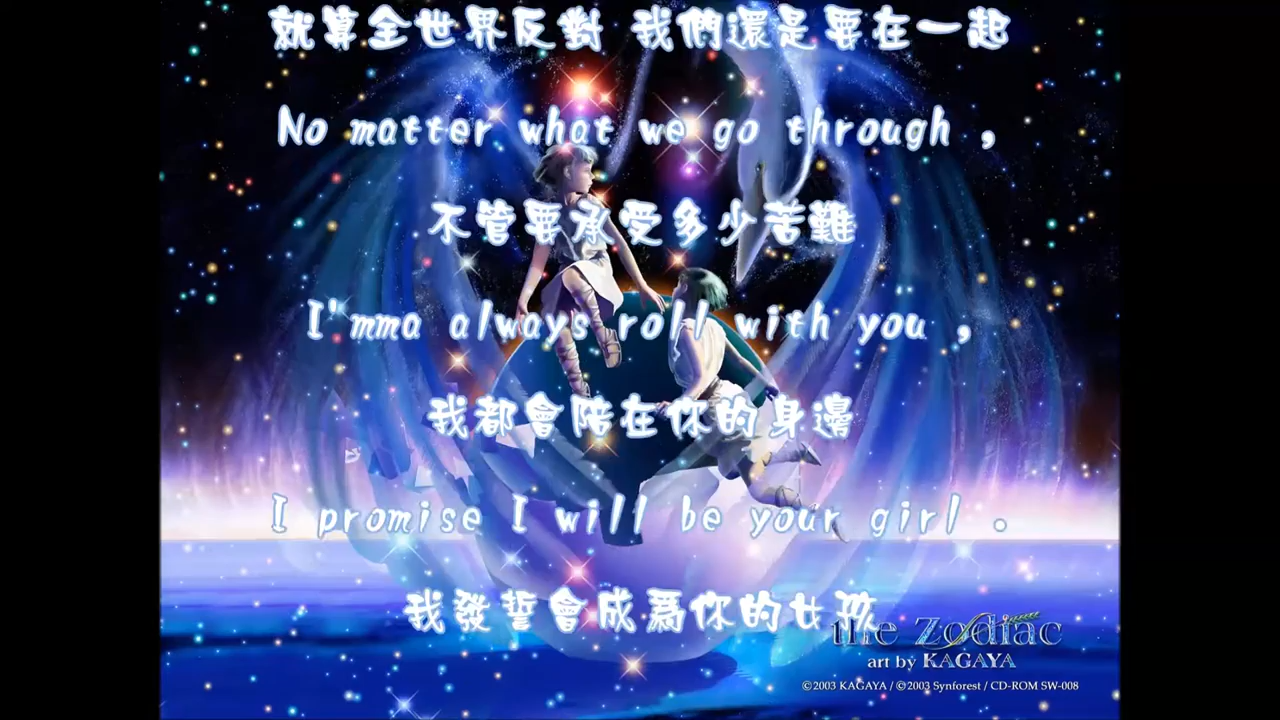 就算全世界反對 我們還是要在一起
No matter what we go through ,
不管要承受多少苦難
I'mma always roll with you ,
我都會陪在你的身邊
I promise I will be your girl .
我發誓會成為你的女孩
the Zodiac
art by KAGAYA
©2003 KAGAYA / ©2003 Synforest / CD-ROM SW-008